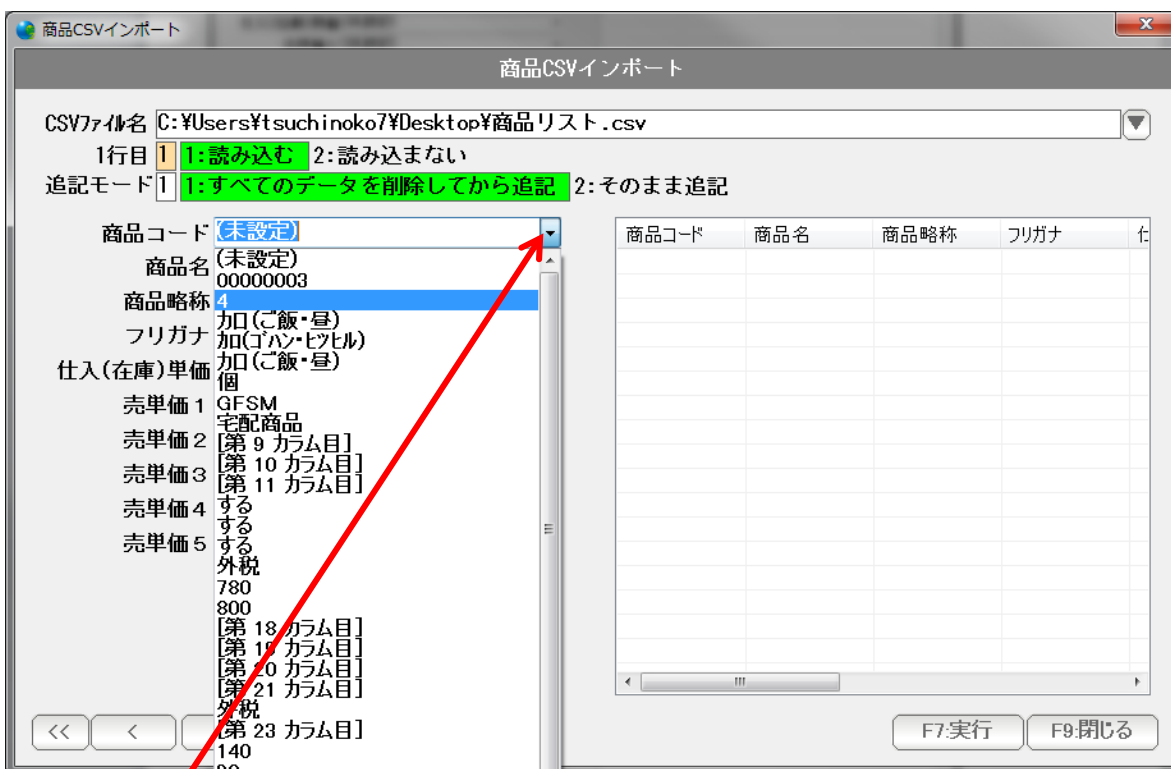 商品CSVインポート
商品CSVインポート
CSVファイル名 C:¥Users¥tsuchinoko7¥Desktop¥商品リスト.csv
1行目 1 1:読み込む 2:読み込まない
追記モード 1 1:すべてのデータを削除してから追記 2:そのまま追記
商品コード (未設定)
商品名
商品略称
フリガナ
仕入(在庫)単価
売単価1
売単価2
売単価3
売単価4
売単価5
(未設定)
00000003
4
カロ(ご飯・昼)
カロ(ゴハン・ヒツヒル)
カロ(ご飯・昼)
個
GFSM
宅配商品
[第 9 カラム目]
[第 10 カラム目]
[第 11 カラム目]
する
する
する
外税
780
800
[第 18 カラム目]
[第 19 カラム目]
[第 20 カラム目]
[第 21 カラム目]
外税
[第 23 カラム目]
140
商品コード 商品名 商品略称 フリガナ
<< <
F7:実行 F9:閉じる